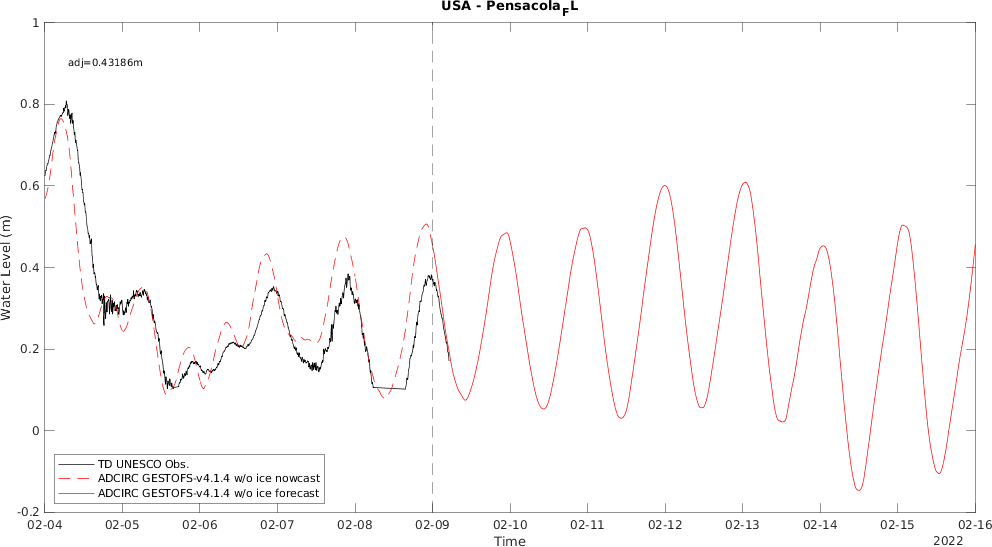 USA - Pensacola_FL
1
adj=0.43186m
0.8
0.6
Water Level (m)
0.4
0.2
0
TD UNESCO Obs.
ADCIRC GESTOFS-v4.1.4 w/o ice nowcast
ADCIRC GESTOFS-v4.1.4 w/o ice forecast
-0.2
02-04 02-05 02-06 02-07 02-08 02-09 02-10 02-11 02-12 02-13 02-14 02-15 02-16
Time
2022